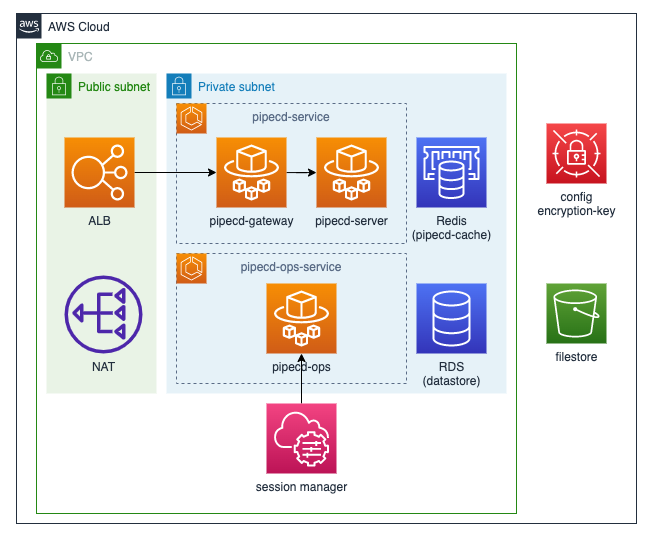 aws
AWS Cloud
VPC
Public subnet
Private subnet
pipecd-service
ALB
pipecd-gateway
pipecd-server
Redis
(pipecd-cache)
config
encryption-key
pipecd-ops-service
NAT
pipecd-ops
RDS
(datastore)
filestore
session manager